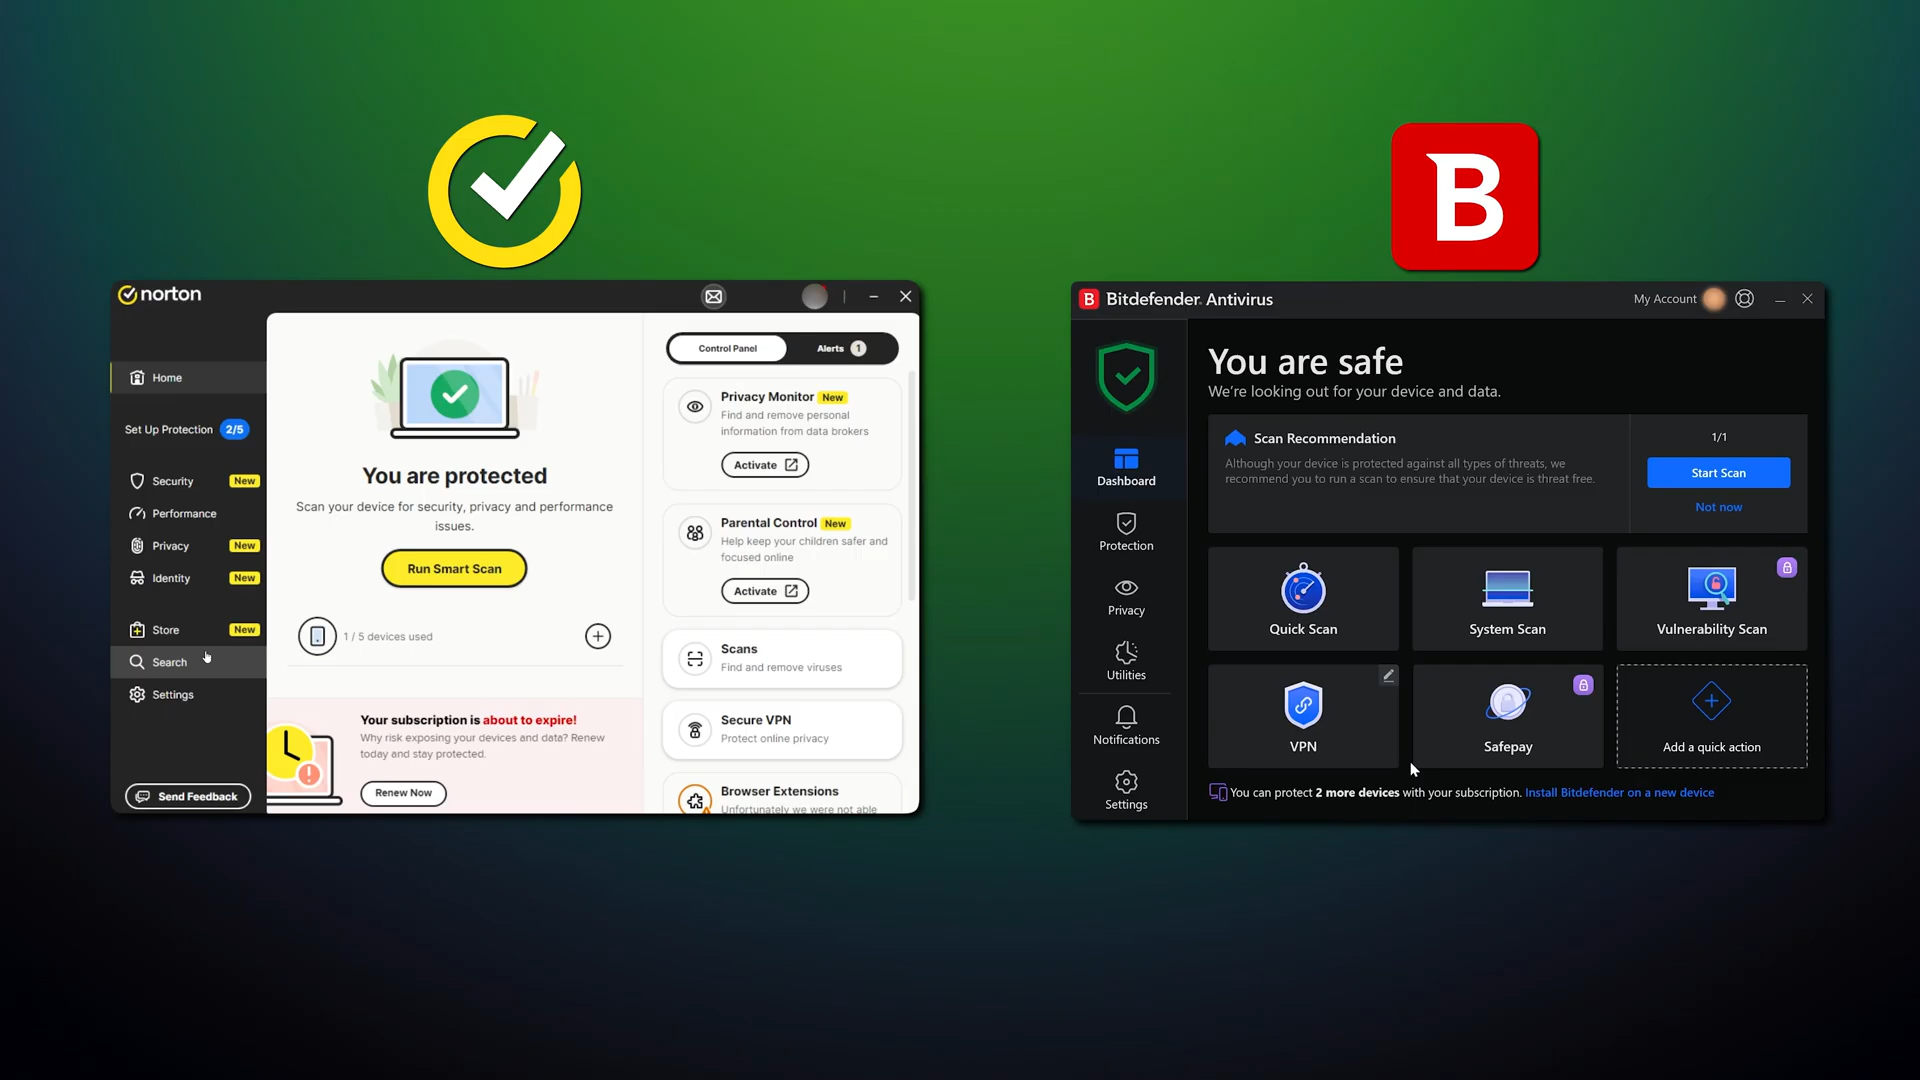 norton
Home
Set Up Protection 2/5
Security New
Performance
Privacy New
Identity New
Store New
Search
Settings
Send Feedback
You are protected
Scan your device for security, privacy and performance
issues.
Run Smart Scan
1 / 5 devices used
Your subscription is about to expire!
Why risk exposing your devices and data? Renew
today and stay protected.
Renew Now
Control Panel
Alerts 1
Privacy Monitor New
Find and remove personal
information from data brokers
Activate
Parental Control New
Help keep your children safer and
focused online
Activate
Scans
Find and remove viruses
Secure VPN
Protect online privacy
Browser Extensions
Unfortunately we were not able
B
B Bitdefender Antivirus
My Account
Dashboard
Protection
Privacy
Utilities
Notifications
Settings
You are safe
We're looking out for your device and data.
Scan Recommendation
Although your device is protected against all types of threats, we
recommend you to run a scan to ensure that your device is threat free.
1/1
Start Scan
Not now
Quick Scan
System Scan
Vulnerability Scan
VPN
Safepay
Add a quick action
You can protect 2 more devices with your subscription. Install Bitdefender on a new device